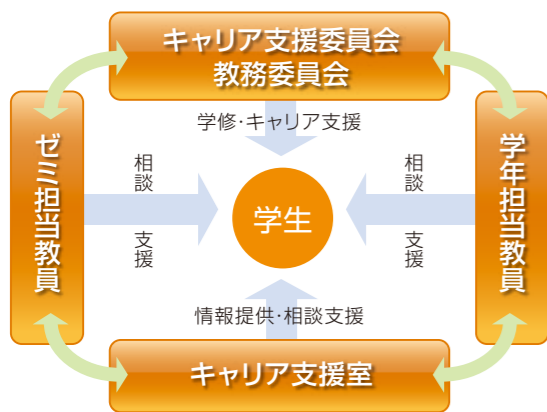 キャリア支援委員会
教務委員会
学修・キャリア支援
ゼミ担当教員
相談
支援
学生
相談
支援
学年担当教員
情報提供・相談支援
キャリア支援室